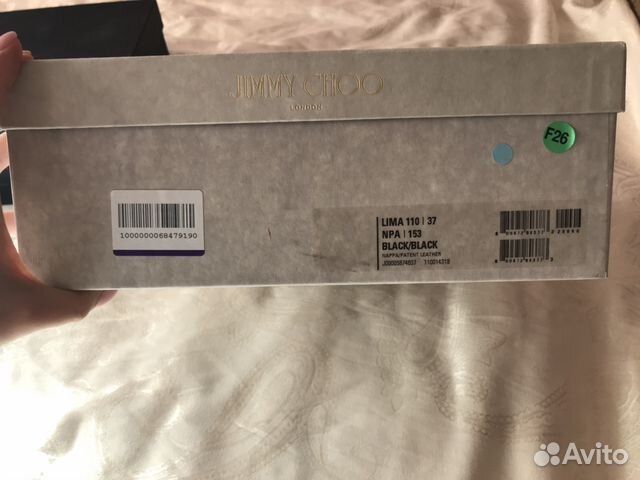 JIMMY CHOO
LONDON
F26
1000000068479190
LIMA 110 | 37
NPA | 153
BLACK/BLACK
NAPPA/PATENT LEATHER
Avito